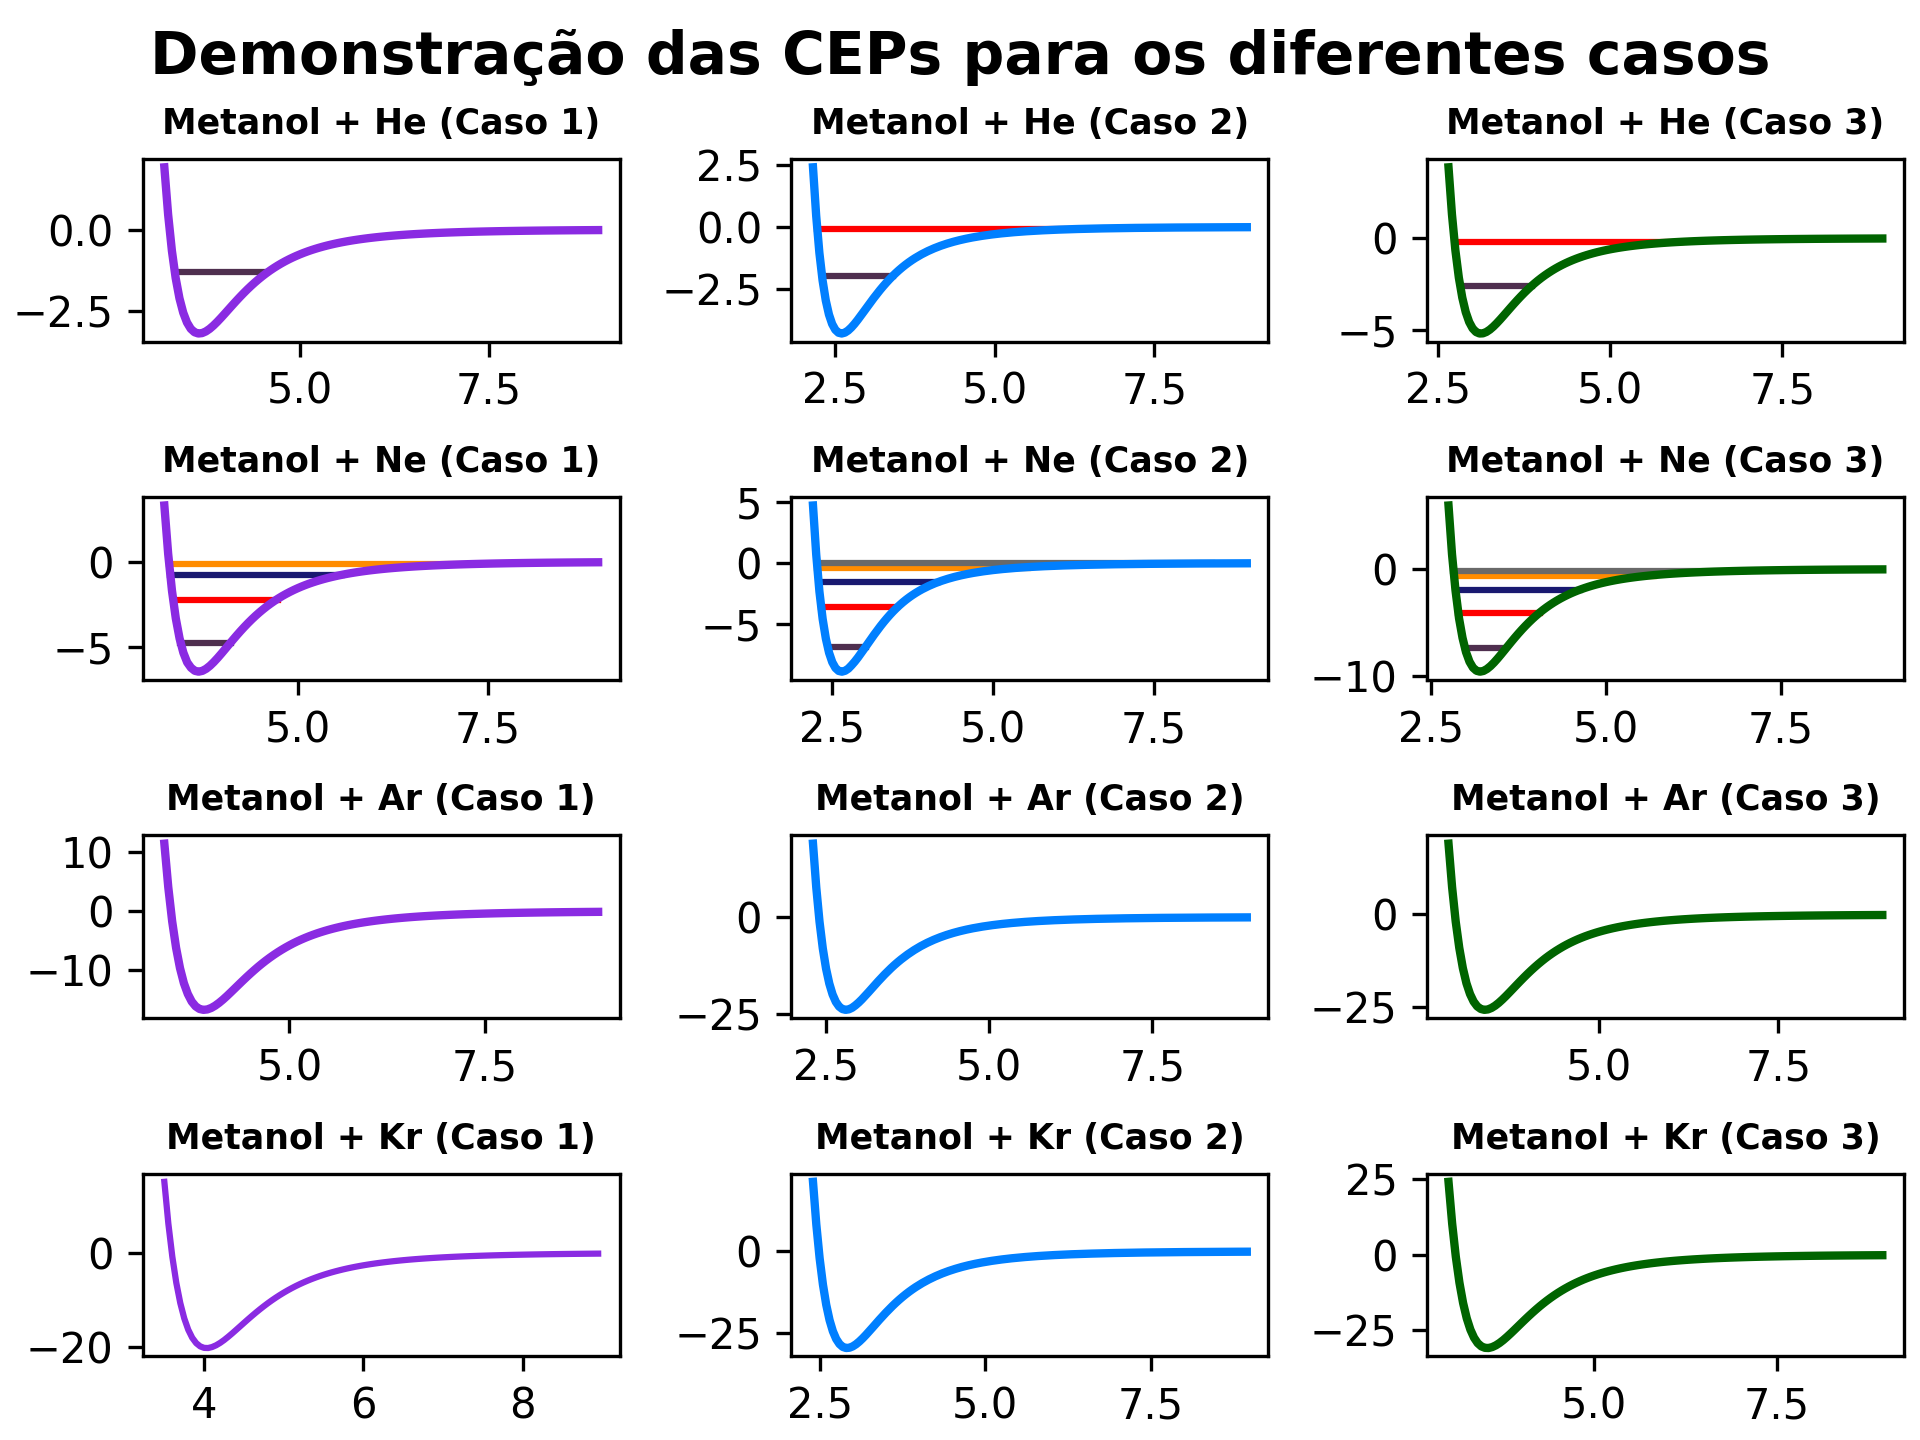 Demonstração das CEPs para os diferentes casos
Metanol + He (Caso 1)
0.0
−2.5
5.0 7.5
Metanol + He (Caso 2)
2.5
0.0
−2.5
2.5 5.0 7.5
Metanol + He (Caso 3)
0
−5
2.5 5.0 7.5
Metanol + Ne (Caso 1)
0
−5
5.0 7.5
Metanol + Ne (Caso 2)
5
0
−5
2.5 5.0 7.5
Metanol + Ne (Caso 3)
0
−10
2.5 5.0 7.5
Metanol + Ar (Caso 1)
10
0
−10
5.0 7.5
Metanol + Ar (Caso 2)
0
−25
2.5 5.0 7.5
Metanol + Ar (Caso 3)
0
−25
5.0 7.5
Metanol + Kr (Caso 1)
0
−20
4 6 8
Metanol + Kr (Caso 2)
0
−25
2.5 5.0 7.5
Metanol + Kr (Caso 3)
25
0
−25
5.0 7.5